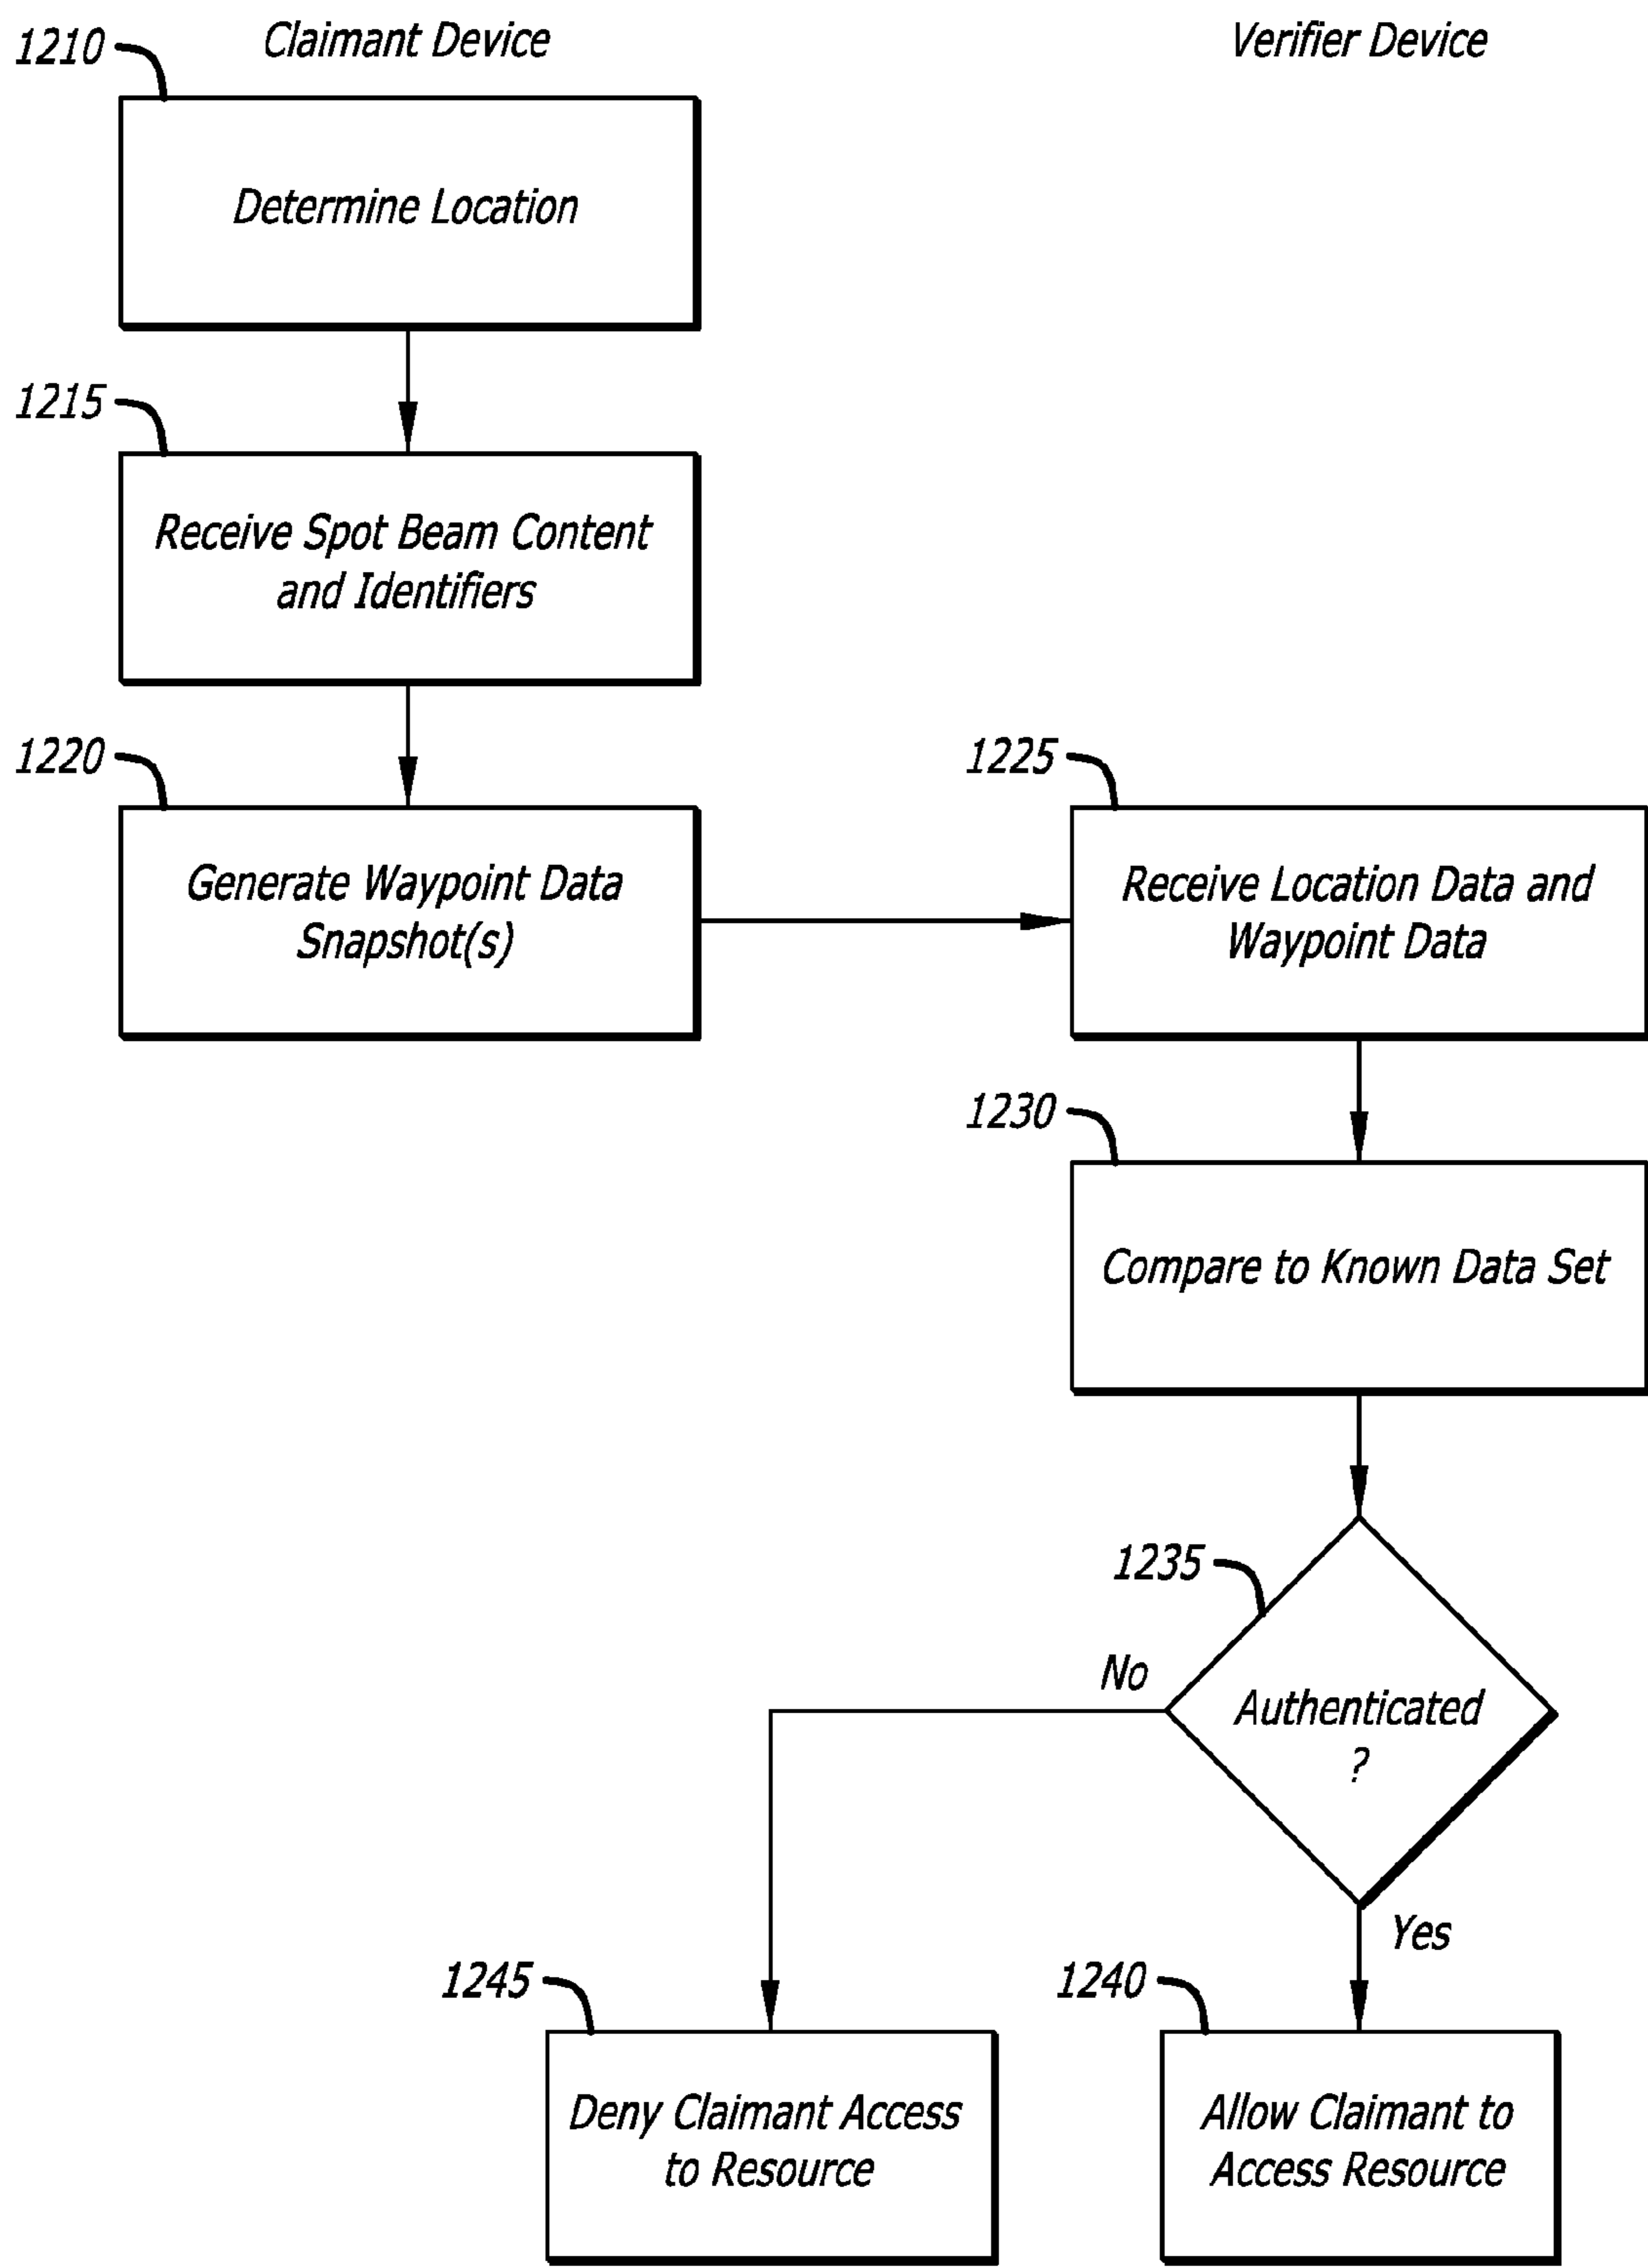 Claimant Device
Verifier Device
1210
Determine Location
1215
Receive Spot Beam Content
and Identifiers
1220
Generate Waypoint Data
Snapshot(s)
1225
Receive Location Data and
Waypoint Data
1230
Compare to Known Data Set
1235
Authenticated
?
No
Yes
1245
Deny Claimant Access
to Resource
1240
Allow Claimant to
Access Resource